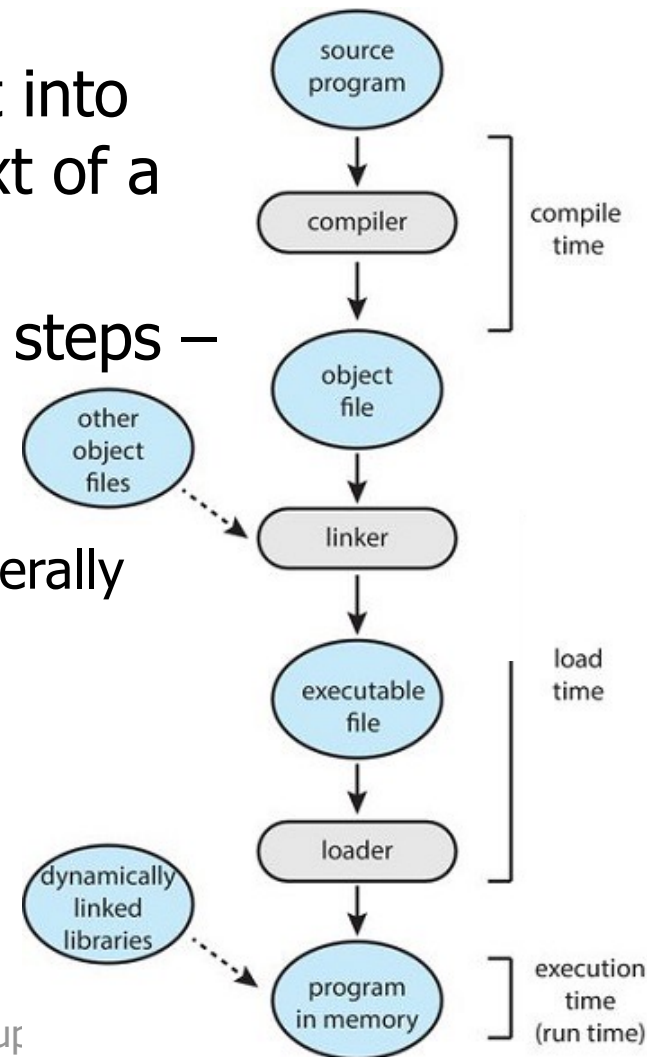 t into
xt of a
steps –
erally
source
program
compiler
compile
time
object
file
other
object
files
linker
executable
file
load
time
loader
dynamically
linked
libraries
program
in memory
execution
time
(run time)